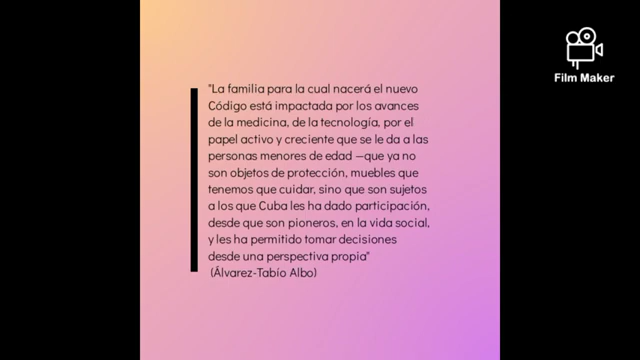 "La familia para la cual nacerá el nuevo
Código está impactada por los avances
de la medicina, de la tecnología, por el
papel activo y creciente que se le da a las
personas menores de edad —que ya no
son objetos de protección, muebles que
tenemos que cuidar, sino que son sujetos
a los que Cuba les ha dado participación,
desde que son pioneros, en la vida social,
y les ha permitido tomar decisiones
desde una perspectiva propia"
(Álvarez-Tabío Albo)
Film Maker